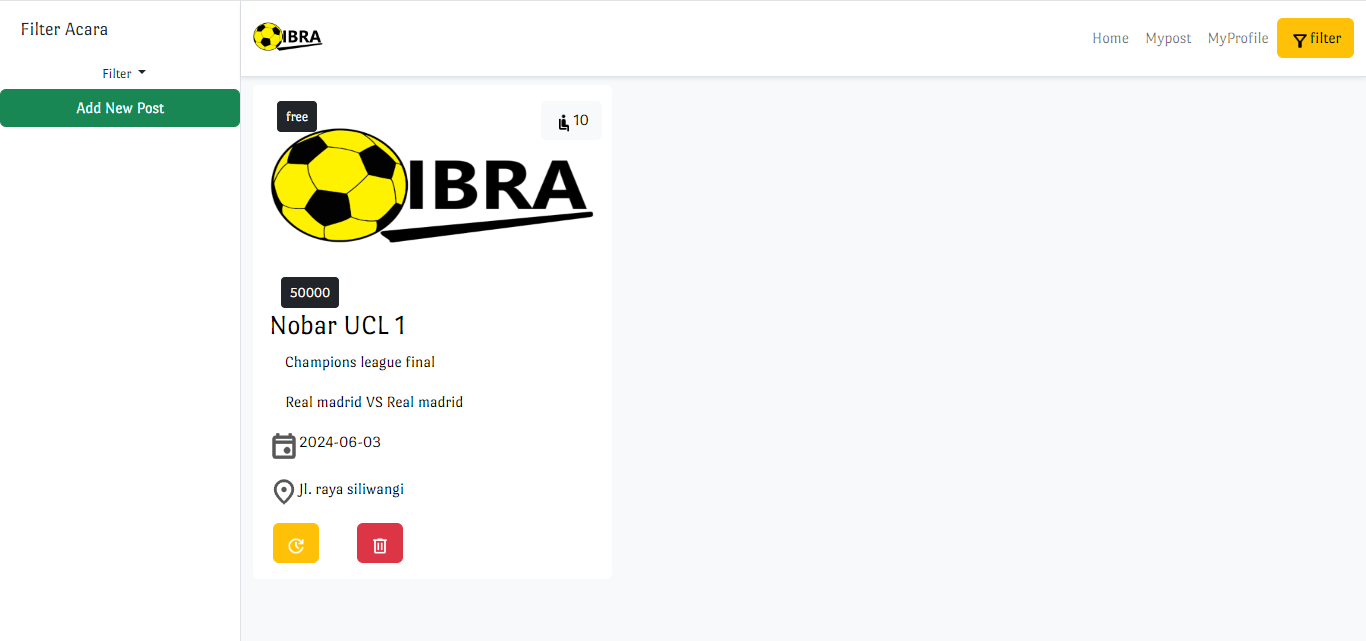 Filter Acara
Filter
Add New Post
IBRA
Home Mypost MyProfile filter
free
10
IBRA
50000
Nobar UCL 1
Champions league final
Real madrid VS Real madrid
2024-06-03
Jl. raya siliwangi